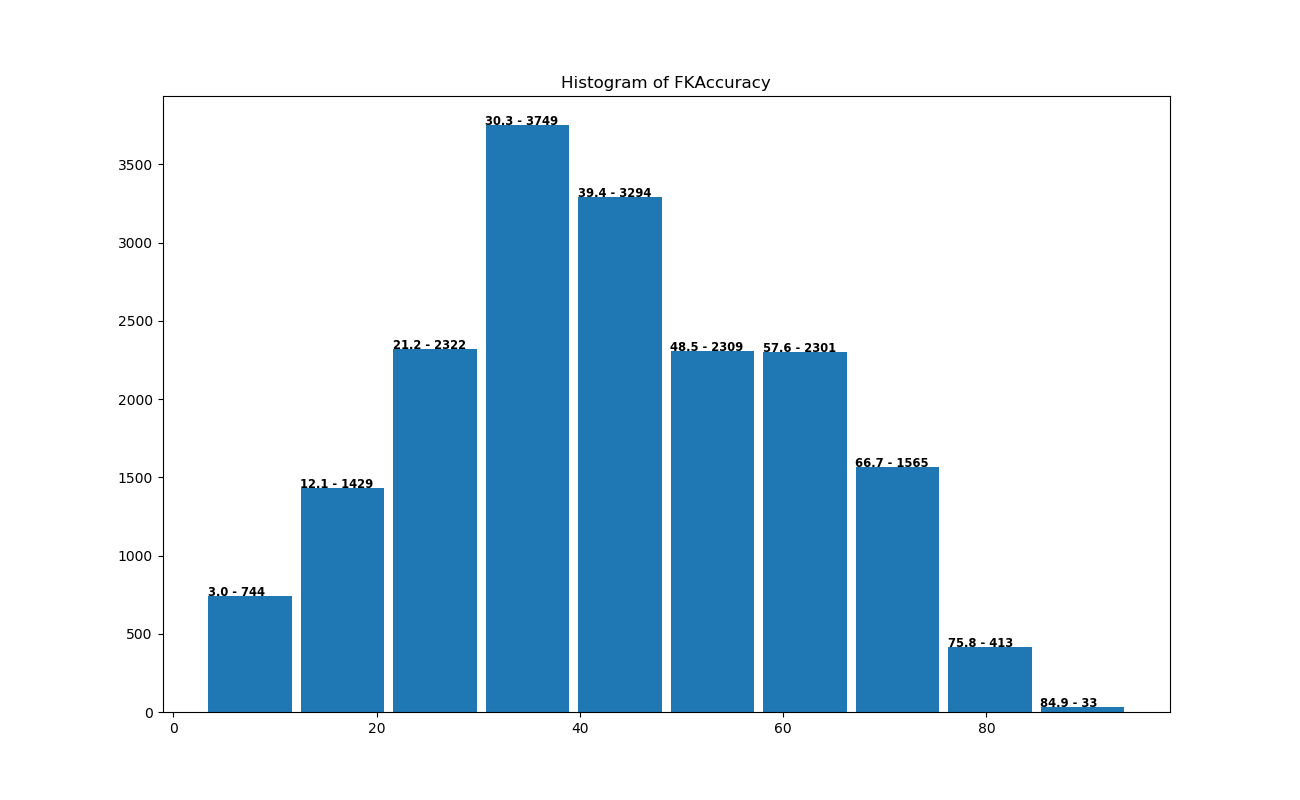 Histogram of FKAccuracy
30.3 - 3749
3500
39.4 - 3294
3000
2500
21.2 - 2322
48.5 - 2309
57.6 - 2301
2000
66.7 - 1565
1500
12.1 - 1429
1000
3.0 - 744
75.8 - 413
500
84.9 - 33
0
0 20 40 60 80